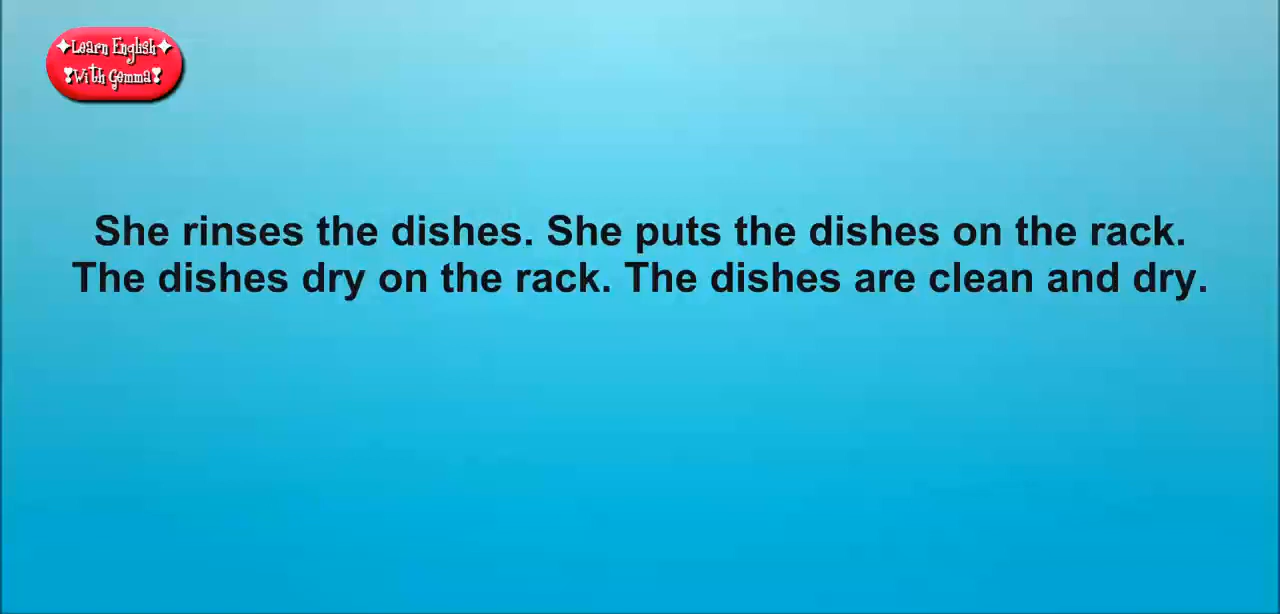 Learn English
With Gemma
She rinses the dishes. She puts the dishes on the rack.
The dishes dry on the rack. The dishes are clean and dry.